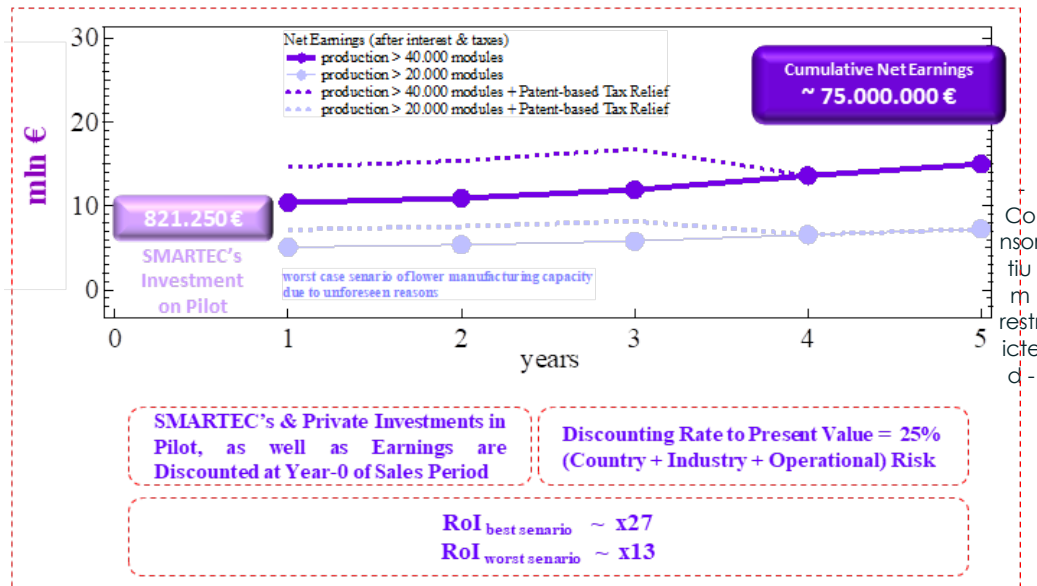 30
20
10
0
mln €
Net Earnings (after interest & taxes)
production > 40.000 modules
production > 20.000 modules
production > 40.000 modules + Patent-based Tax Relief
production > 20.000 modules + Patent-based Tax Relief
Cumulative Net Earnings
~ 75.000.000 €
821.250 €
SMARTEC's
Investment
on Pilot
worst case senario of lower manufacturing capacity
due to unforeseen reasons
0 1 2 3 4 5
years
-
Co
nsor
tiu
m
restr
icte
d -
SMARTEC's & Private Investments in
Pilot, as well as Earnings are
Discounted at Year-0 of Sales Period
Discounting Rate to Present Value = 25%
(Country + Industry + Operational) Risk
RoI best senario ~ x27
RoI worst senario ~ x13